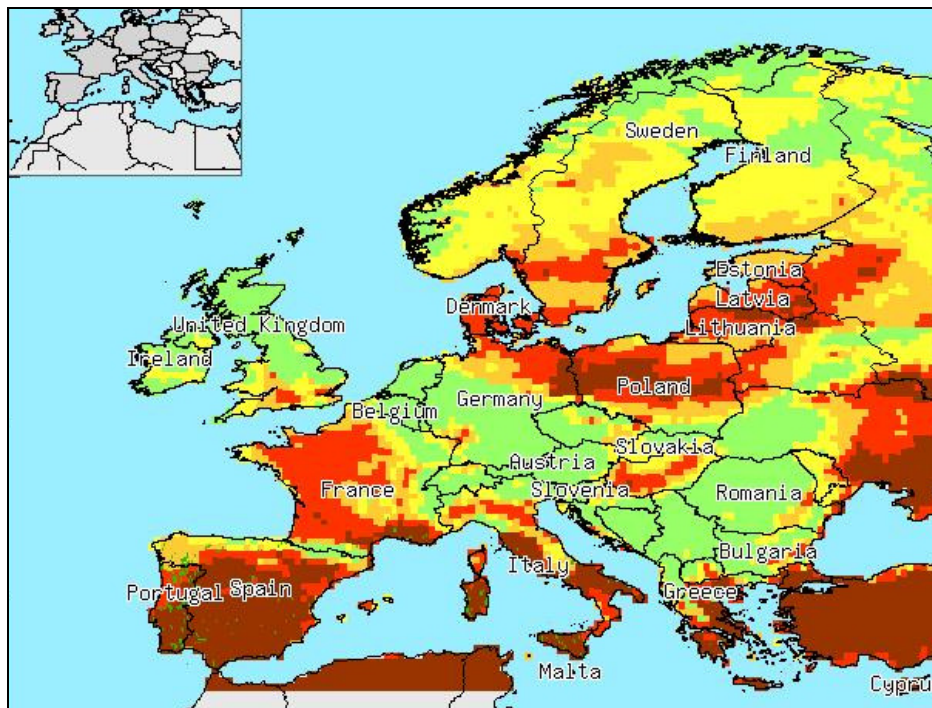 Sweden
Finland
Estonia
Latvia
Lithuania
Denmark
United Kingdom
Ireland
Poland
Germany
Belgium
Slovakia
Austria
France
Slovenia
Romania
Bulgaria
Italy
Portugal
Spain
Greece
Malta
Cypru